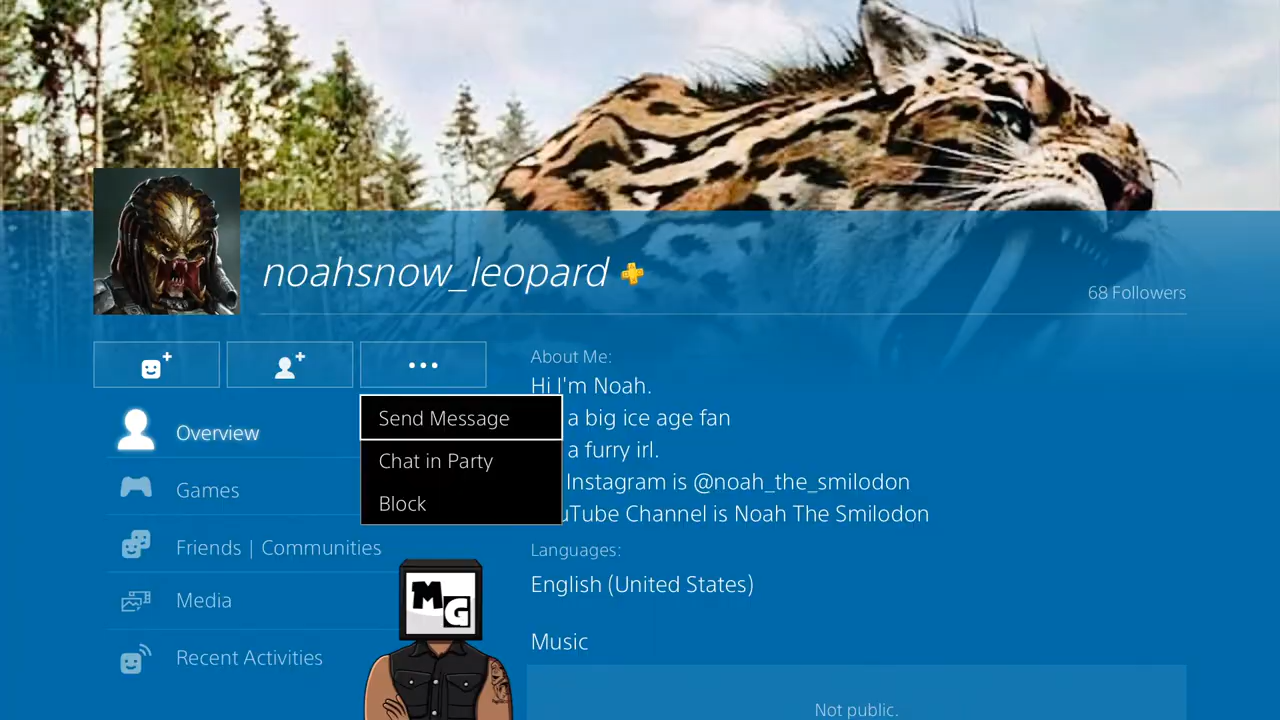 noahsnow_leopard
68 Followers
Send Message
Chat in Party
Block
Overview
Games
Friends | Communities
Media
Recent Activities
About Me:
Hi I'm Noah.
a big ice age fan
a furry irl.
Instagram is @noah_the_smilodon
uTube Channel is Noah The Smilodon
Languages:
English (United States)
Music
Not public.
MG